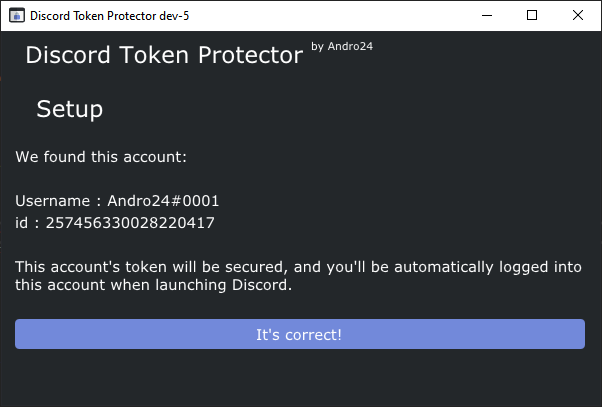 Discord Token Protector dev-5
Discord Token Protector by Andro24
Setup
We found this account:
Username : Andro24#0001
id : 257456330028220417
This account's token will be secured, and you'll be automatically logged into
this account when launching Discord.
It's correct!